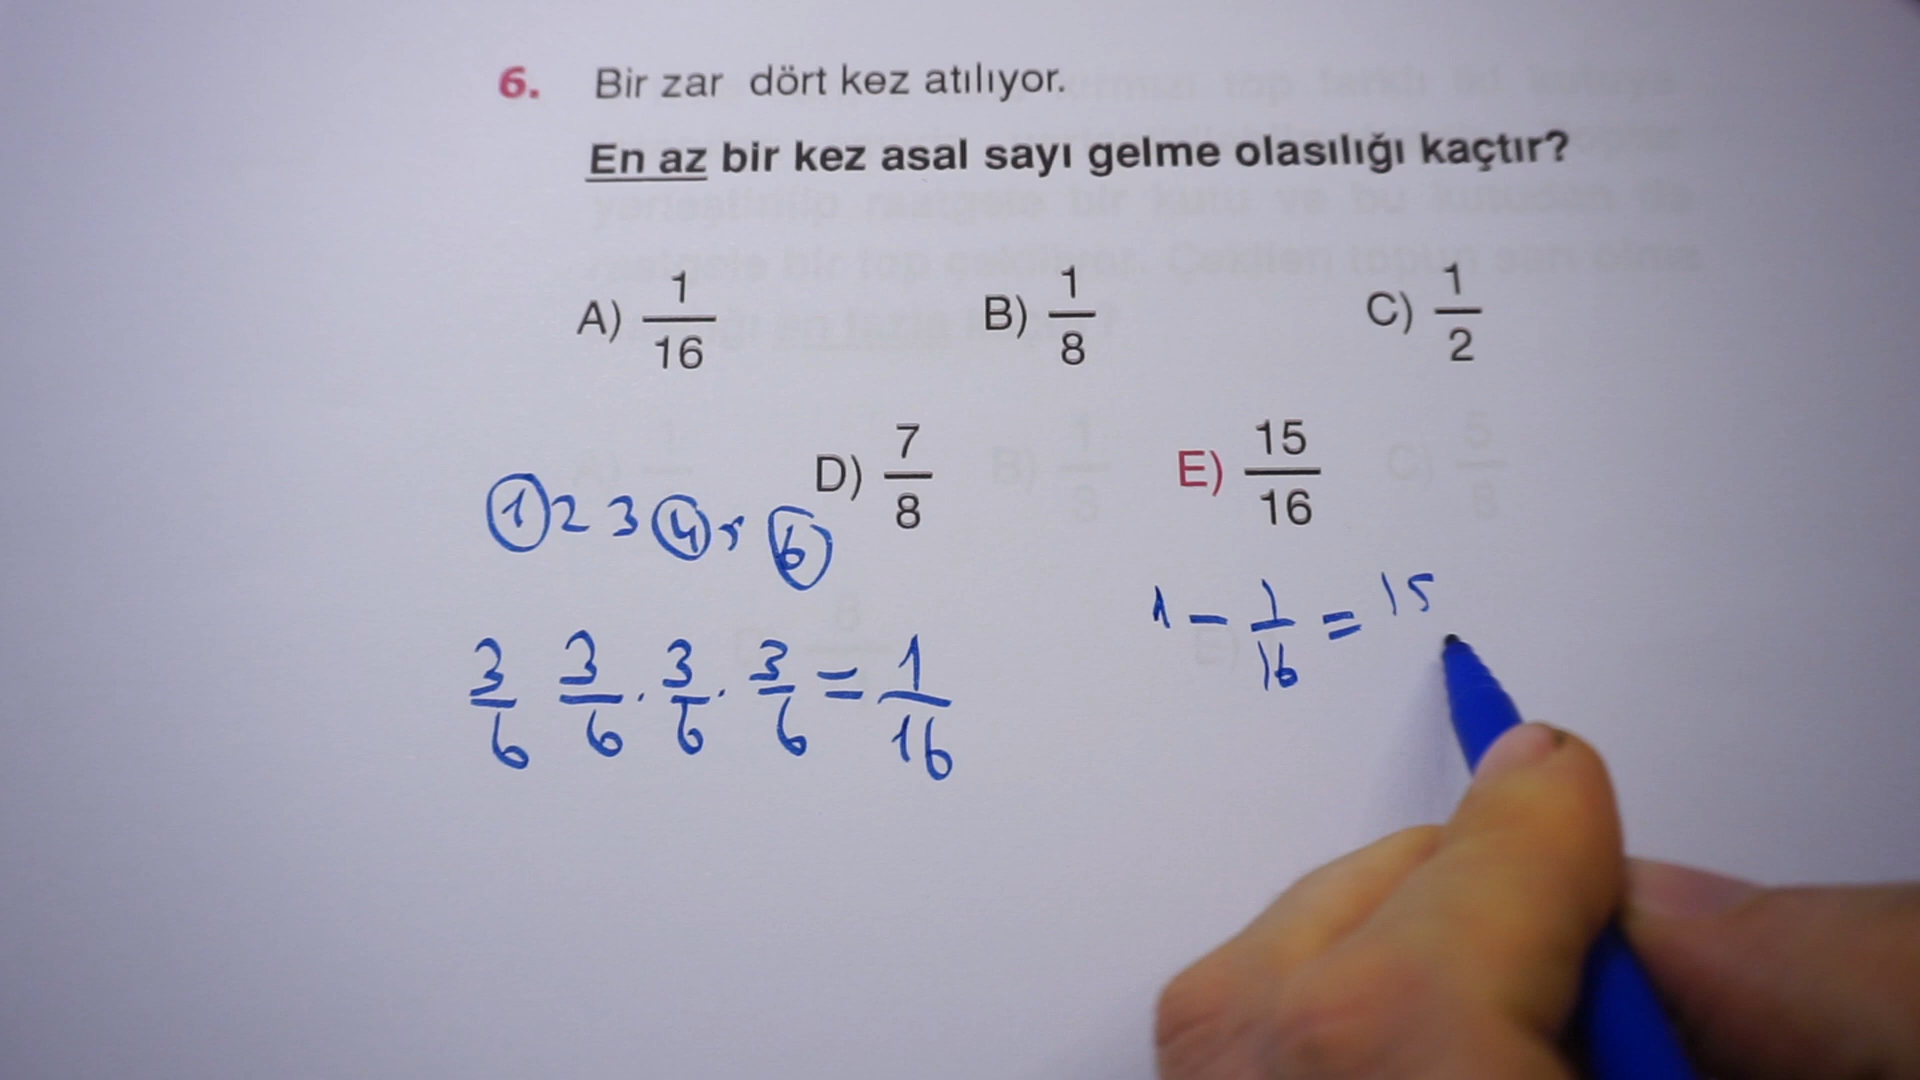 6. Bir zar dört kez atılıyor.
En az bir kez asal sayı gelme olasılığı kaçtır?
A) 1/16 B) 1/8 C) 1/2
D) 7/8 E) 15/16
1 2 3 4 5 6
1 - 1/16 = 15
3/6 3/6 . 3/6 . 3/6 = 1/16